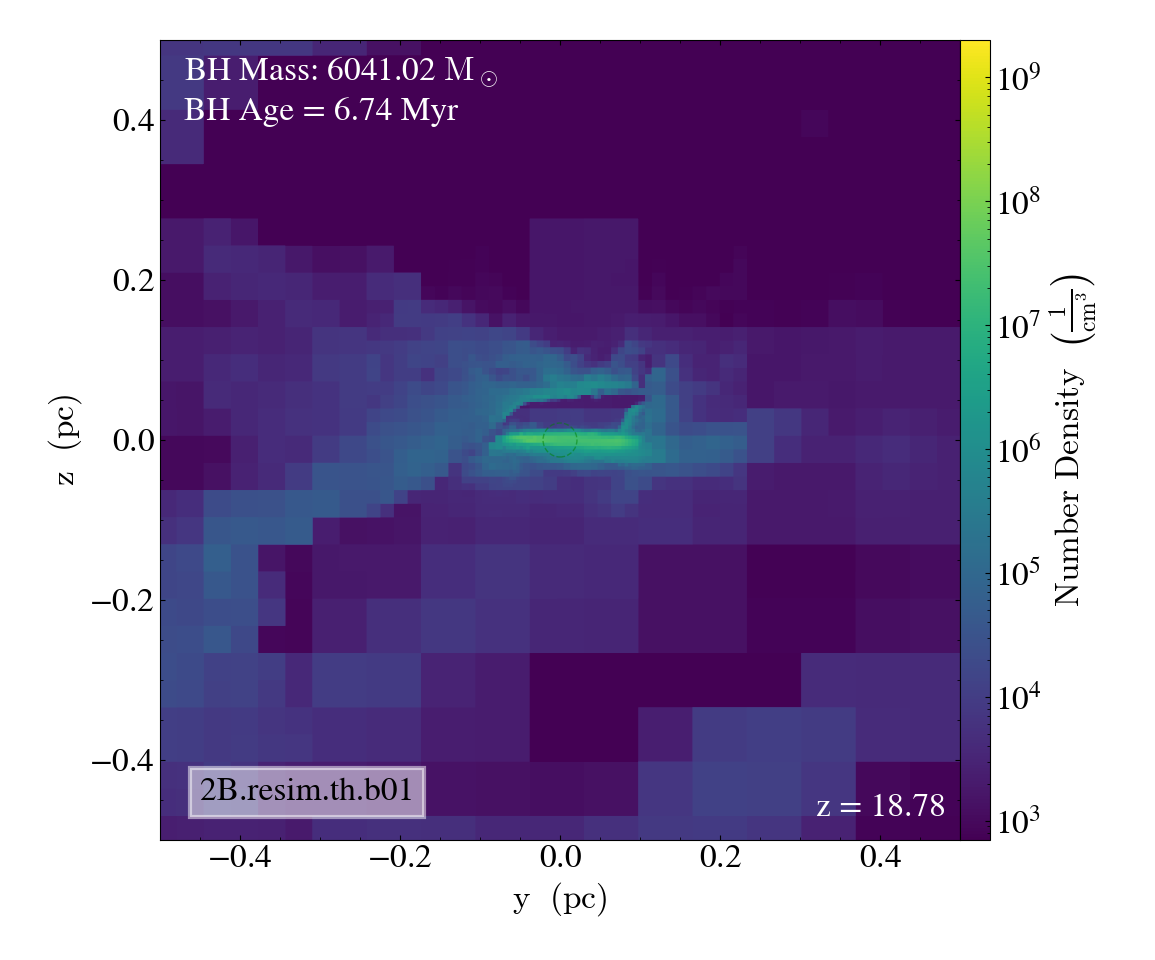 BH Mass: 6041.02 M⊙
BH Age = 6.74 Myr
0.4
0.2
0.0
−0.2
−0.4
z (pc)
2B.resim.th.b01
z = 18.78
−0.4 −0.2 0.0 0.2 0.4
y (pc)
10⁹
10⁸
10⁷
10⁶
10⁵
10⁴
10³
Number Density (1/cm³)